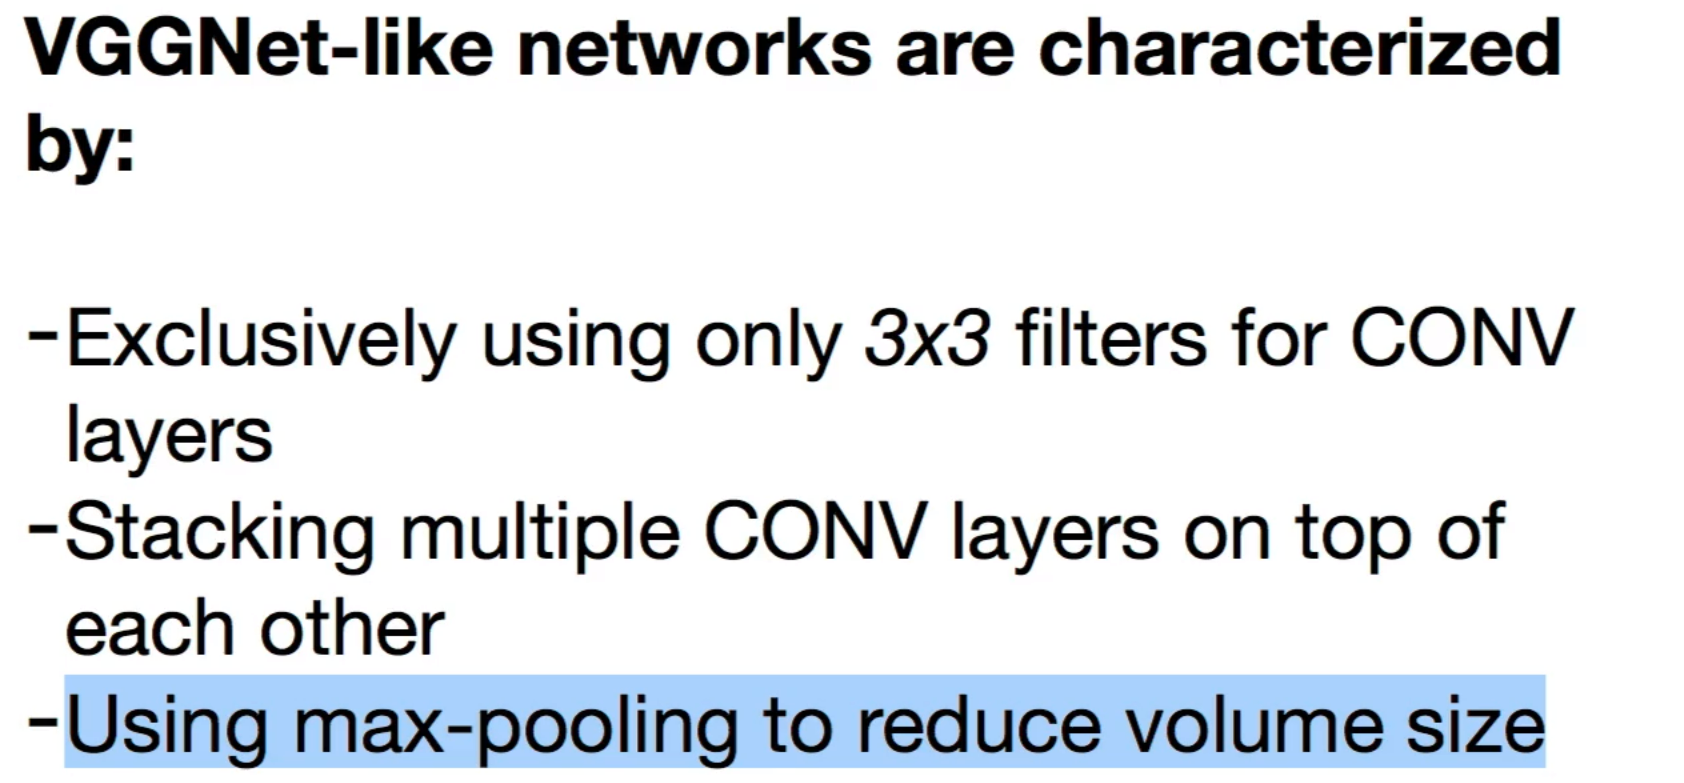 VGGNet-like networks are characterized
by:
-Exclusively using only 3x3 filters for CONV
layers
-Stacking multiple CONV layers on top of
each other
-Using max-pooling to reduce volume size